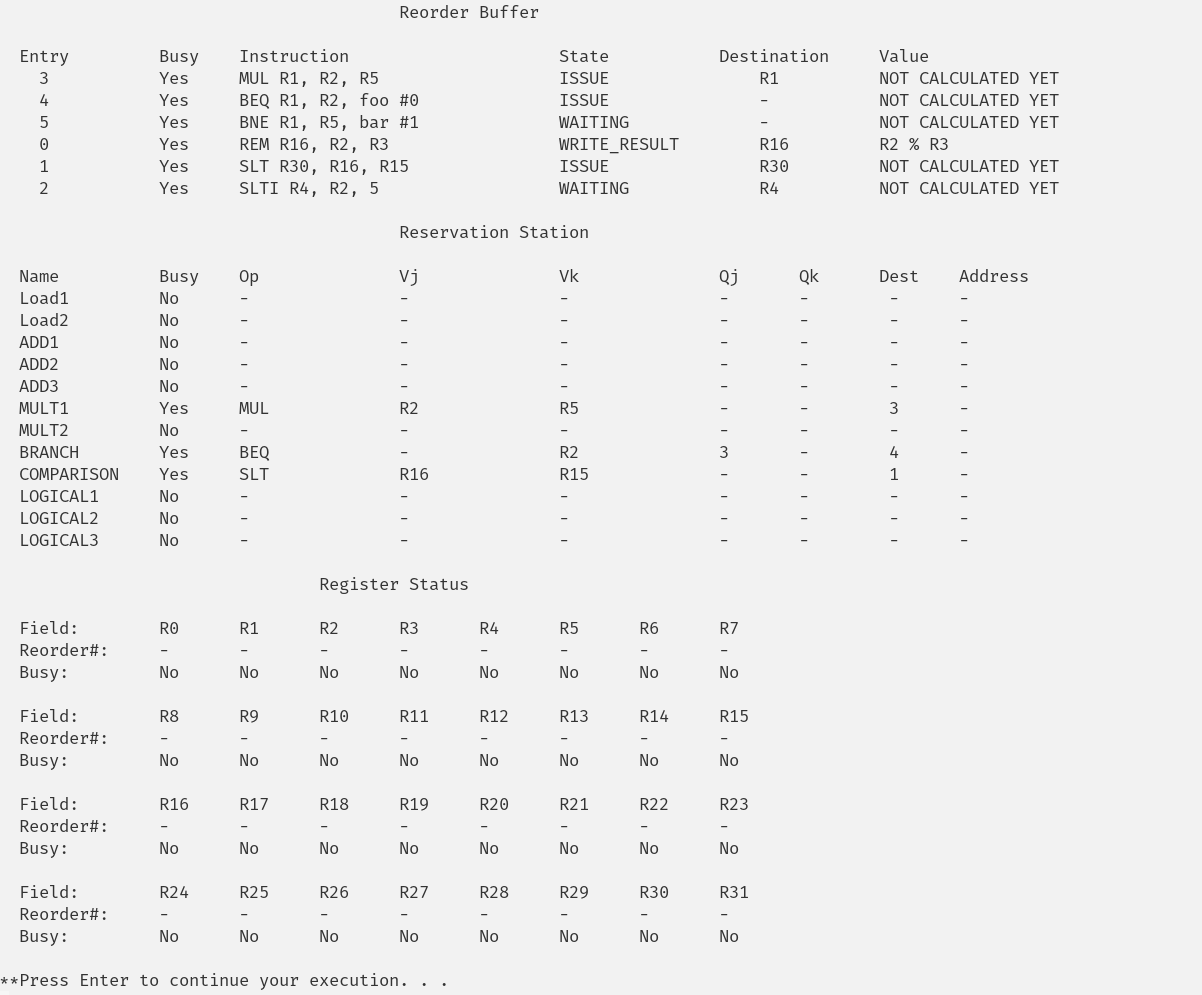 Reorder Buffer
Entry Busy Instruction State Destination Value
3 Yes MUL R1, R2, R5 ISSUE R1 NOT CALCULATED YET
4 Yes BEQ R1, R2, foo #0 ISSUE - NOT CALCULATED YET
5 Yes BNE R1, R5, bar #1 WAITING - NOT CALCULATED YET
0 Yes REM R16, R2, R3 WRITE_RESULT R16 R2 % R3
1 Yes SLT R30, R16, R15 ISSUE R30 NOT CALCULATED YET
2 Yes SLTI R4, R2, 5 WAITING R4 NOT CALCULATED YET
Reservation Station
Name Busy Op Vj Vk Qj Qk Dest Address
Load1 No - - - - - - -
Load2 No - - - - - - -
ADD1 No - - - - - - -
ADD2 No - - - - - - -
ADD3 No - - - - - - -
MULT1 Yes MUL R2 R5 - - 3 -
MULT2 No - - - - - - -
BRANCH Yes BEQ - R2 3 - 4 -
COMPARISON Yes SLT R16 R15 - - 1 -
LOGICAL1 No - - - - - - -
LOGICAL2 No - - - - - - -
LOGICAL3 No - - - - - - -
Register Status
Field: R0 R1 R2 R3 R4 R5 R6 R7
Reorder#: - - - - - - - -
Busy: No No No No No No No No
Field: R8 R9 R10 R11 R12 R13 R14 R15
Reorder#: - - - - - - - -
Busy: No No No No No No No No
Field: R16 R17 R18 R19 R20 R21 R22 R23
Reorder#: - - - - - - - -
Busy: No No No No No No No No
Field: R24 R25 R26 R27 R28 R29 R30 R31
Reorder#: - - - - - - - -
Busy: No No No No No No No No
**Press Enter to continue your execution. . .